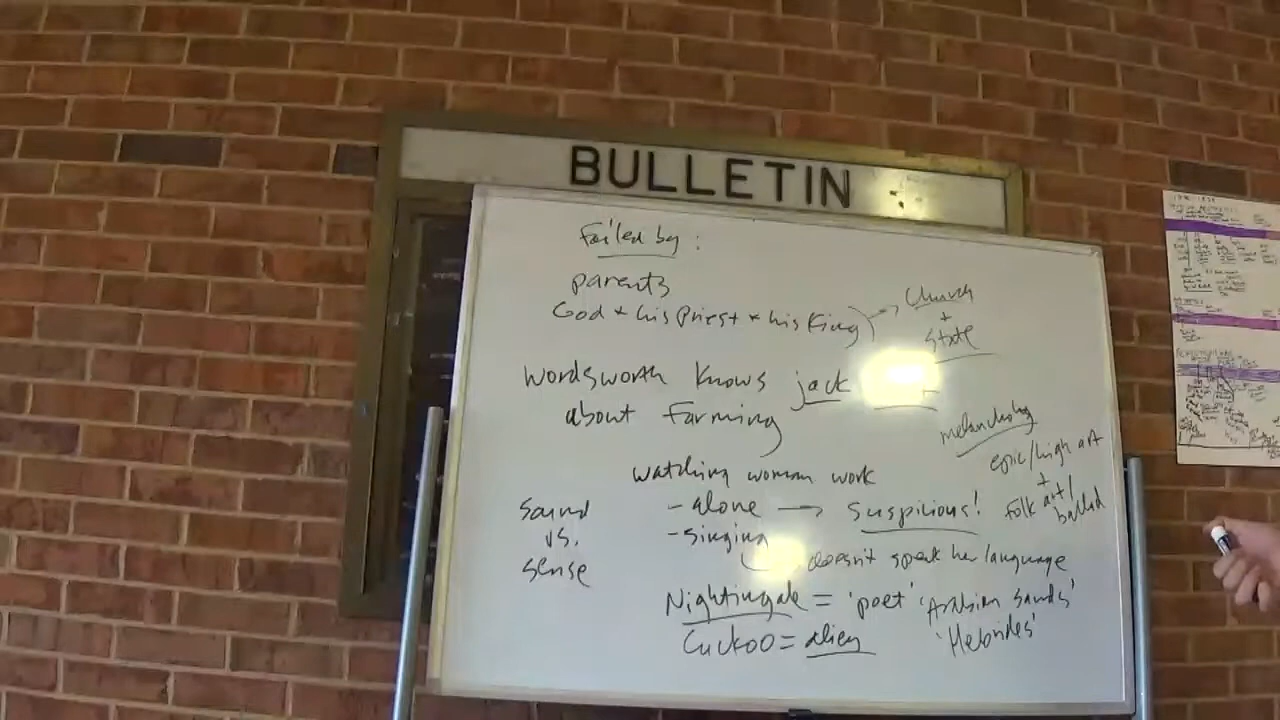 BULLETIN
Failed by:
parents
God + his Priest + his King
Church
+
State
Wordsworth knows jack
about farming
melancholy
epic/high art
+
folk art/
ballad
watching woman work
- alone → suspicious!
- singing
doesn't speak her language
Sound
vs.
sense
Nightingale = 'poet' 'Arabian sands'
Cuckoo = alien 'Hebrides'